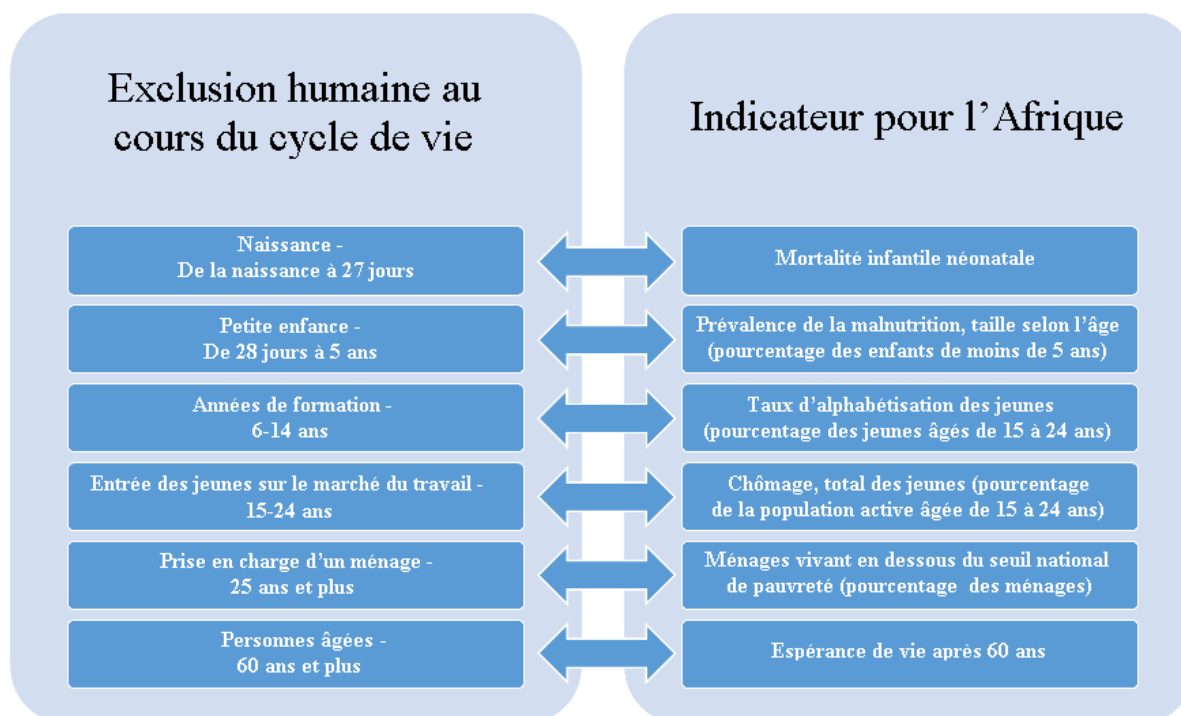 Exclusion humaine au
cours du cycle de vie
Indicateur pour l'Afrique
Naissance -
De la naissance à 27 jours
Mortalité infantile néonatale
Petite enfance -
De 28 jours à 5 ans
Prévalence de la malnutrition, taille selon l'âge
(pourcentage des enfants de moins de 5 ans)
Années de formation -
6-14 ans
Taux d'alphabétisation des jeunes
(pourcentage des jeunes âgés de 15 à 24 ans)
Entrée des jeunes sur le marché du travail -
15-24 ans
Chômage, total des jeunes (pourcentage
de la population active âgée de 15 à 24 ans)
Prise en charge d'un ménage -
25 ans et plus
Ménages vivant en dessous du seuil national
de pauvreté (pourcentage des ménages)
Personnes âgées -
60 ans et plus
Espérance de vie après 60 ans